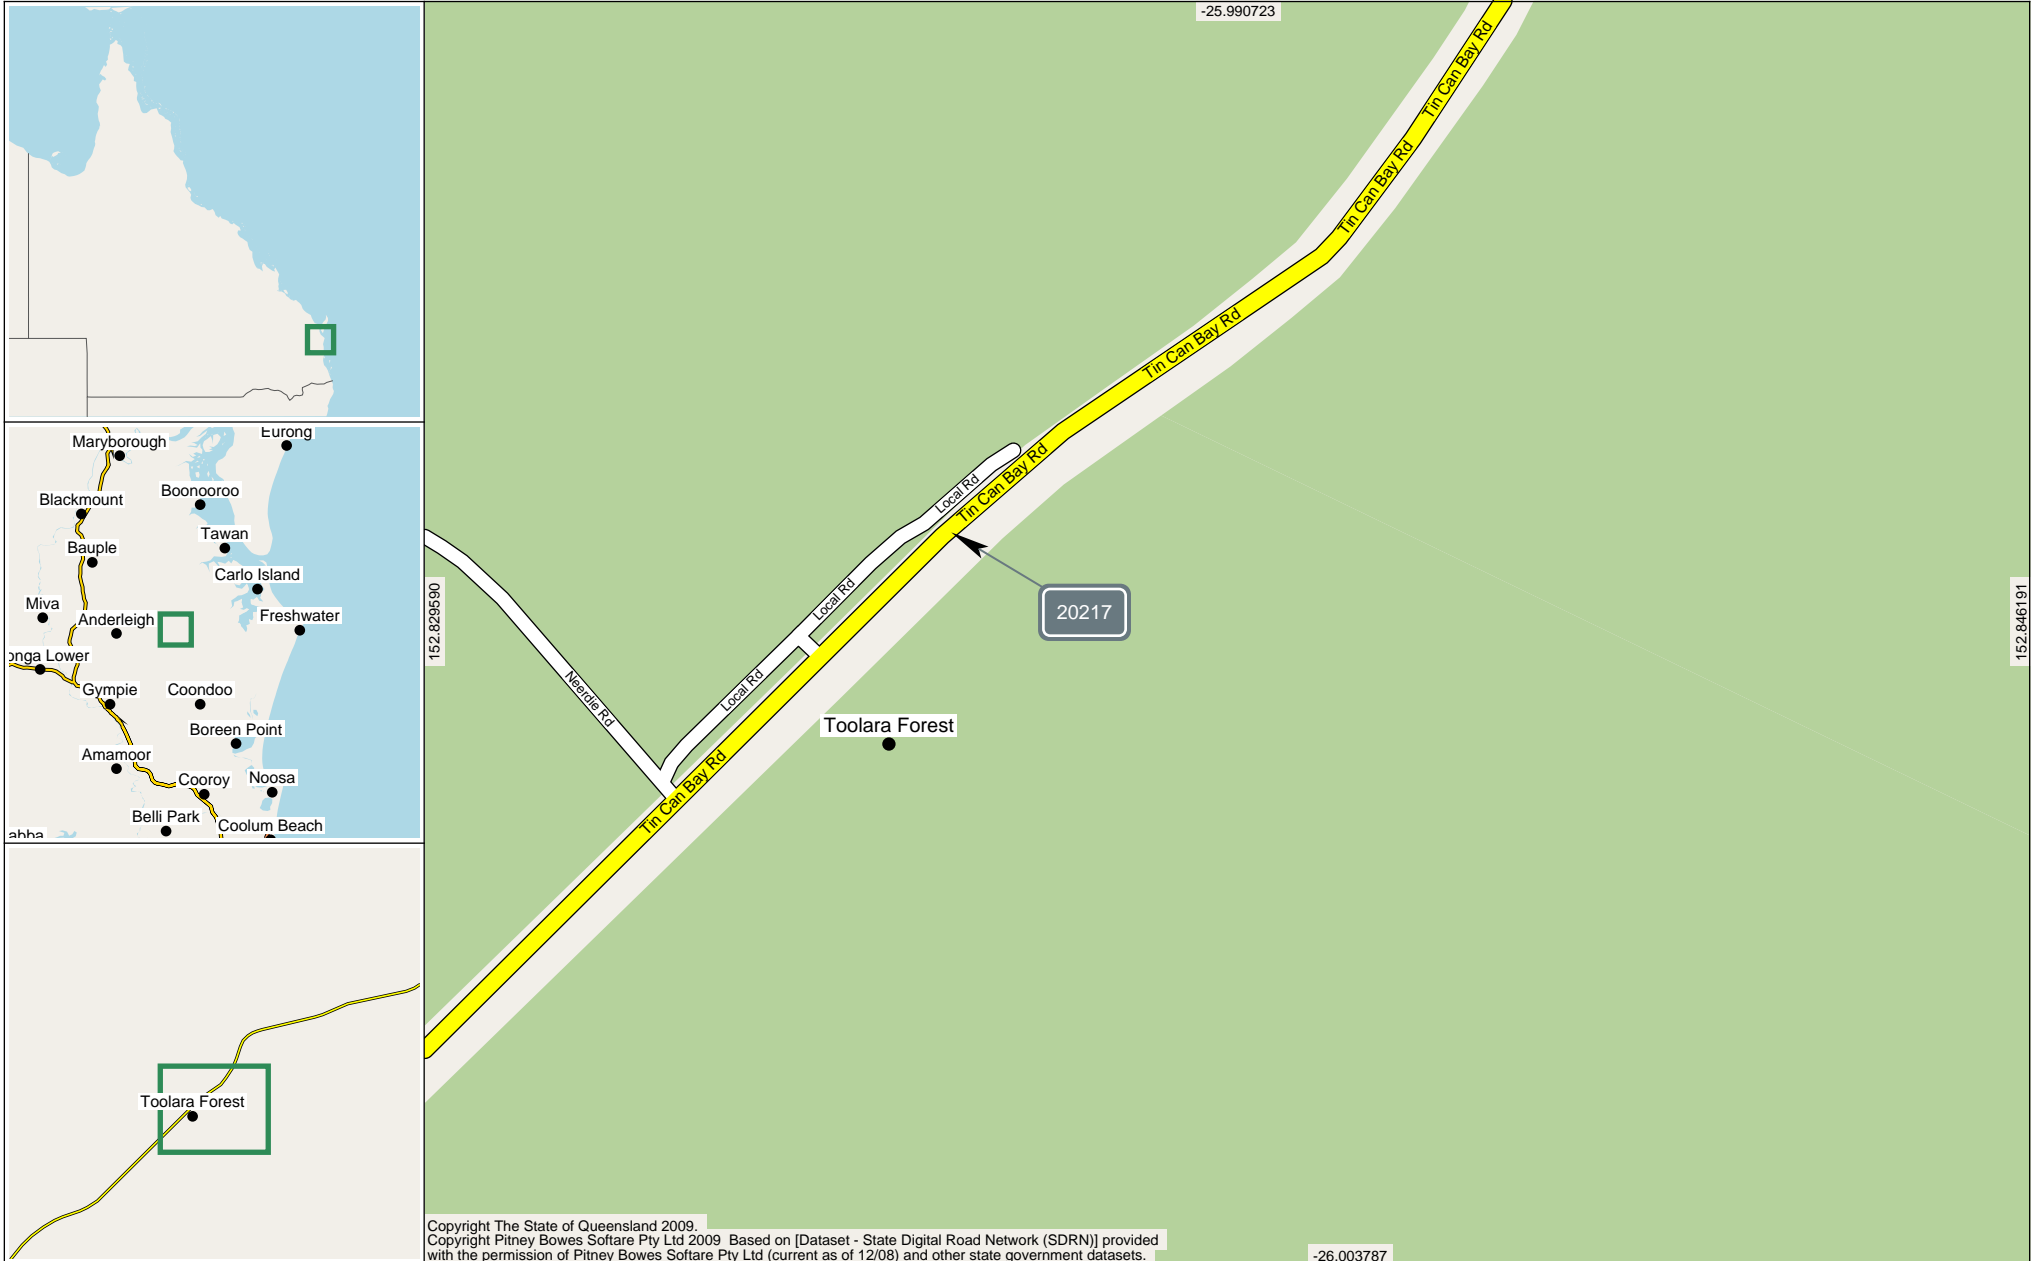 -25.990723
Tin Can Bay Rd
Tin Can Bay Rd
Tin Can Bay Rd
Tin Can Bay Rd
Local Rd
Local Rd
Local Rd
Neerdie Rd
Tin Can Bay Rd
20217
Toolara Forest
152.829590
152.846191
Eurong
Maryborough
Boonooroo
Blackmount
Tawan
Bauple
Carlo Island
Miva
Anderleigh
Freshwater
onga Lower
Gympie
Coondoo
Boreen Point
Amamoor
Cooroy
Noosa
Belli Park
Coolum Beach
abba
Toolara Forest
Copyright The State of Queensland 2009.
Copyright Pitney Bowes Softare Pty Ltd 2009 Based on [Dataset - State Digital Road Network (SDRN)] provided
with the permission of Pitney Bowes Softare Pty Ltd (current as of 12/08) and other state government datasets.
-26.003787